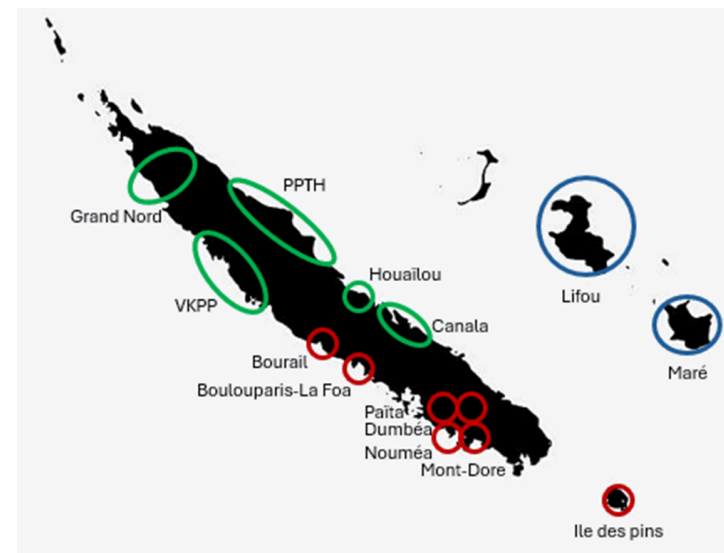 PPTH
Grand Nord
Houaïlou
Lifou
VKPP
Canala
Bourail
Maré
Boulouparis-La Foa
Païta
Dumbéa
Nouméa
Mont-Dore
Ile des pins